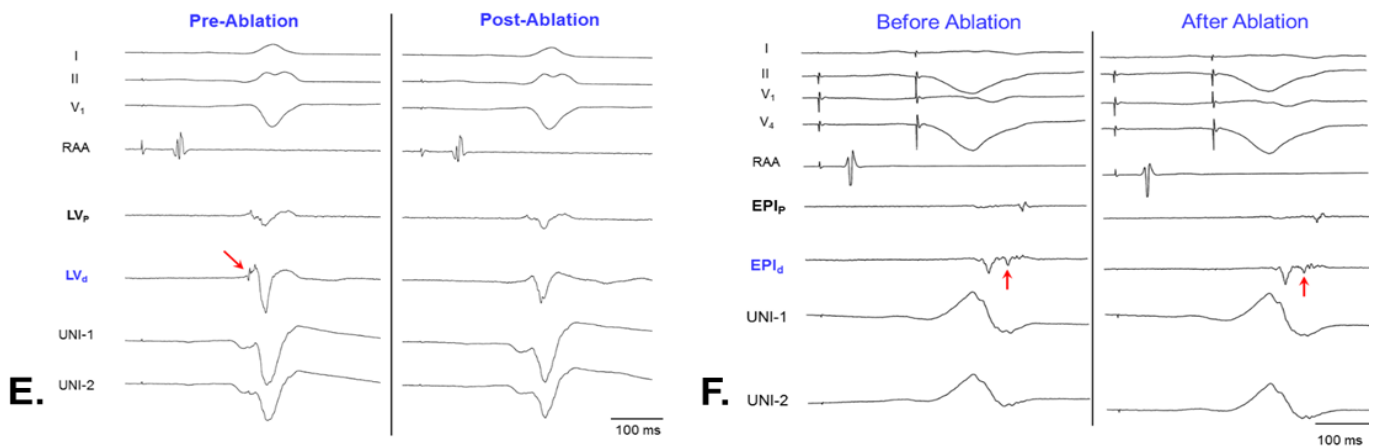 Pre-Ablation
Post-Ablation
I
II
V1
RAA
LVP
LVd
UNI-1
UNI-2
E.
100 ms
Before Ablation
After Ablation
I
II
V1
V4
RAA
EPIP
EPId
UNI-1
UNI-2
F.
100 ms